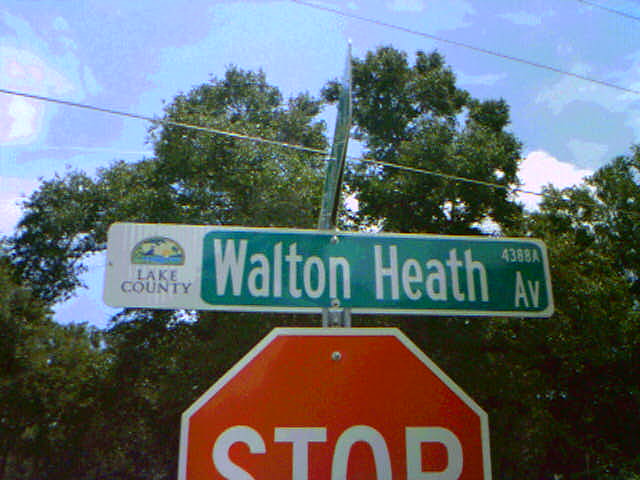 LAKE
COUNTY
Walton Heath Av
4388A
STOP